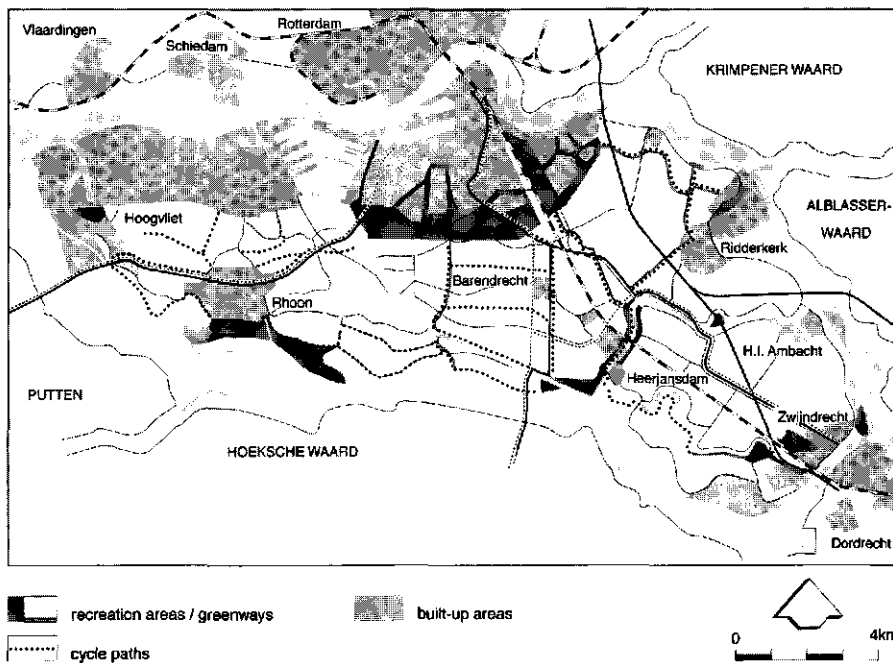 Vlaardingen
Schiedam
Rotterdam
KRIMPENER WAARD
ALBLASSER-
WAARD
Hoogvliet
Ridderkerk
Rhoon
Barendrecht
H.I. Ambacht
Heerjansdam
PUTTEN
Zwijndrecht
HOEKSCHE WAARD
Dordrecht
recreation areas / greenways
built-up areas
cycle paths
0 4km